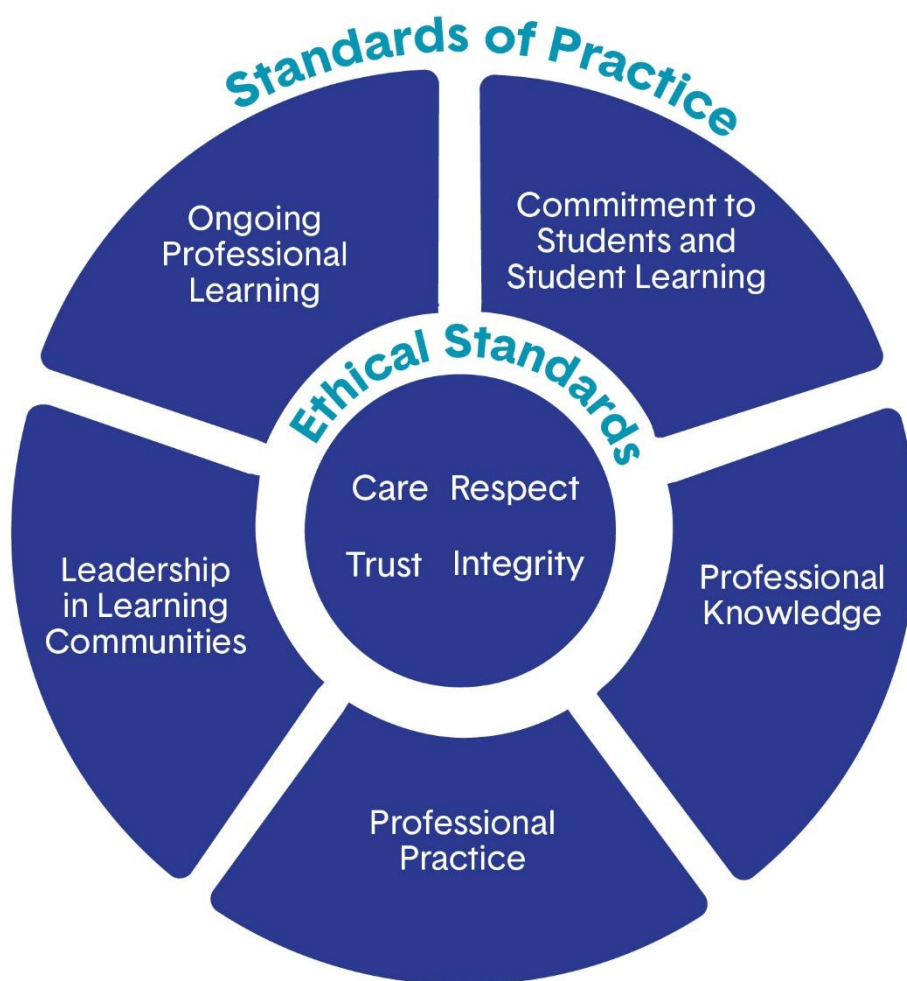 Standards of Practice
Ongoing
Professional
Learning
Commitment to
Students and
Student Learning
Ethical Standards
Care Respect
Trust Integrity
Leadership
in Learning
Communities
Professional
Knowledge
Professional
Practice